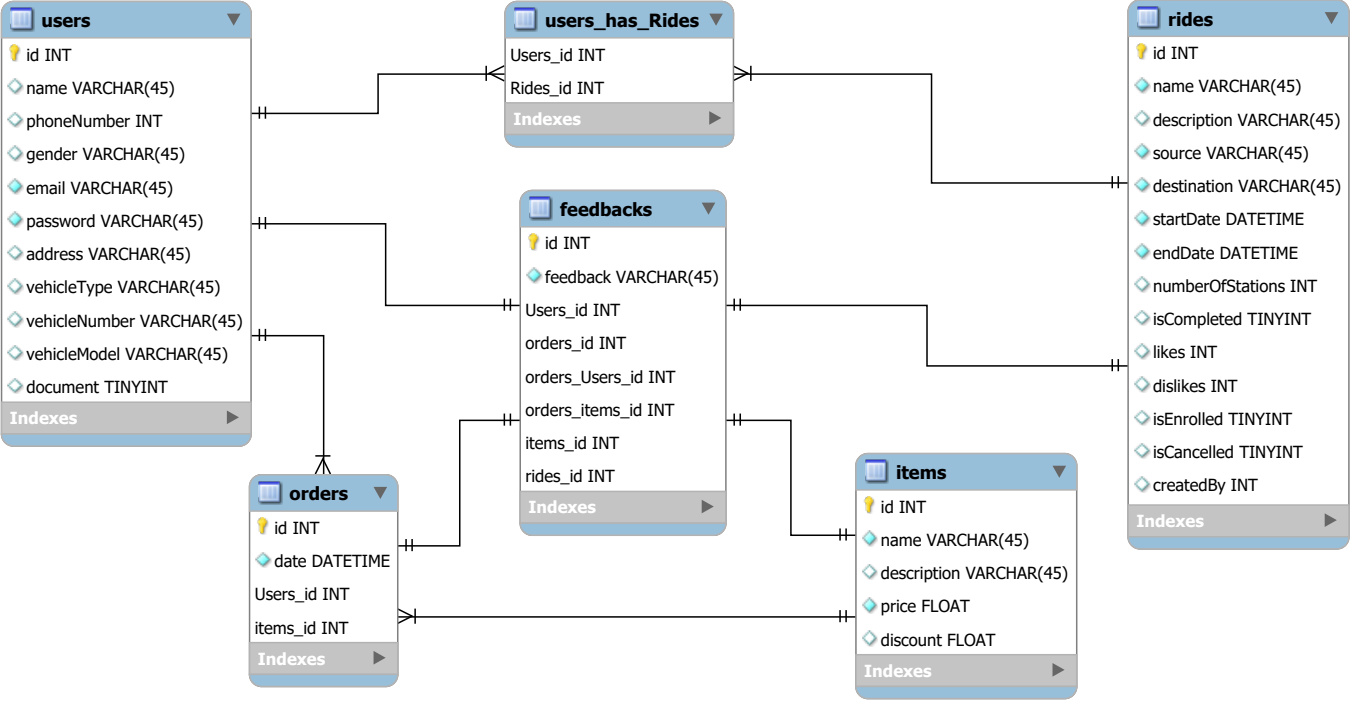 users
id INT
name VARCHAR(45)
phoneNumber INT
gender VARCHAR(45)
email VARCHAR(45)
password VARCHAR(45)
address VARCHAR(45)
vehicleType VARCHAR(45)
vehicleNumber VARCHAR(45)
vehicleModel VARCHAR(45)
document TINYINT
Indexes
users_has_Rides
Users_id INT
Rides_id INT
Indexes
rides
id INT
name VARCHAR(45)
description VARCHAR(45)
source VARCHAR(45)
destination VARCHAR(45)
startDate DATETIME
endDate DATETIME
numberOfStations INT
isCompleted TINYINT
likes INT
dislikes INT
isEnrolled TINYINT
isCancelled TINYINT
createdBy INT
Indexes
feedbacks
id INT
feedback VARCHAR(45)
Users_id INT
orders_id INT
orders_Users_id INT
orders_items_id INT
items_id INT
rides_id INT
Indexes
orders
id INT
date DATETIME
Users_id INT
items_id INT
Indexes
items
id INT
name VARCHAR(45)
description VARCHAR(45)
price FLOAT
discount FLOAT
Indexes